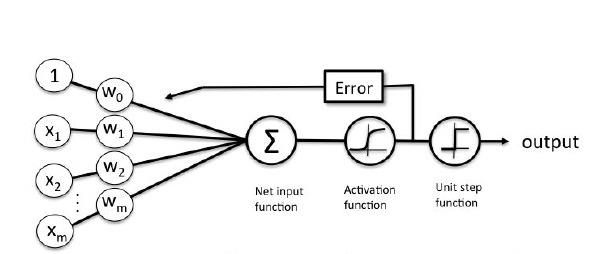 1
w0
Error
x1
w1
Σ
output
x2
w2
Net input
function
Activation
function
Unit step
function
⋮
wm
xm